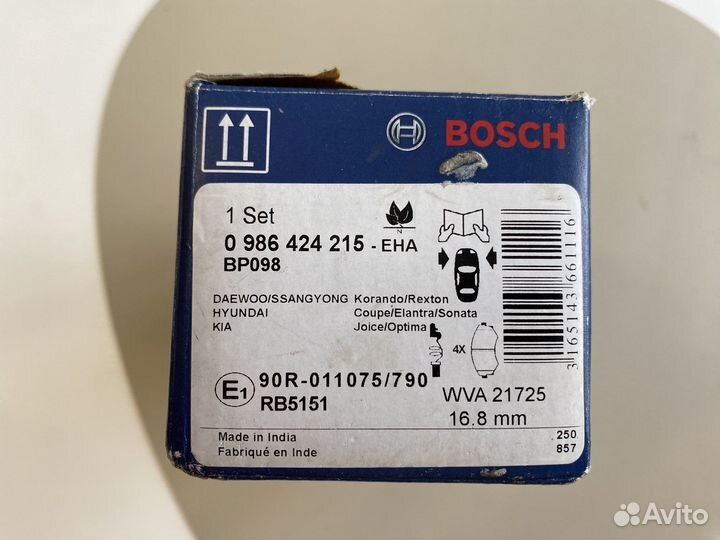 BOSCH
1 Set
0 986 424 215 - EHA
BP098
DAEWOO/SSANGYONG Korando/Rexton
HYUNDAI Coupe/Elantra/Sonata
KIA Joice/Optima
N
4X
E1 90R-011075/790
RB5151
WVA 21725
16.8 mm
Made in India
Fabriqué en Inde
250
857
3165143661116
Avito